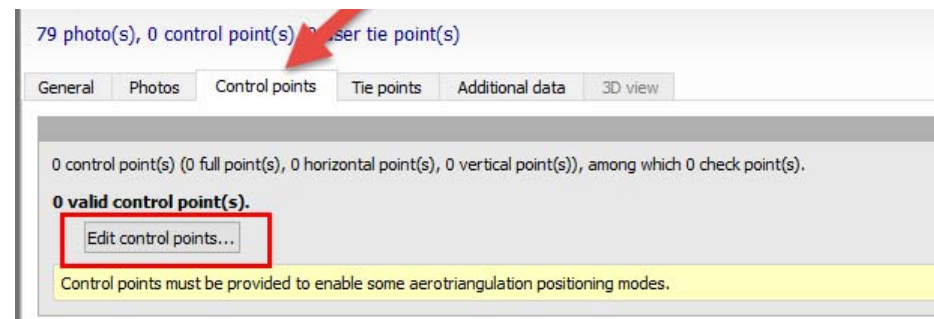 79 photo(s), 0 control point(s) user tie point(s)
General Photos Control points Tie points Additional data 3D view
0 control point(s) (0 full point(s), 0 horizontal point(s), 0 vertical point(s)), among which 0 check point(s).
0 valid control point(s).
Edit control points...
Control points must be provided to enable some aerotriangulation positioning modes.